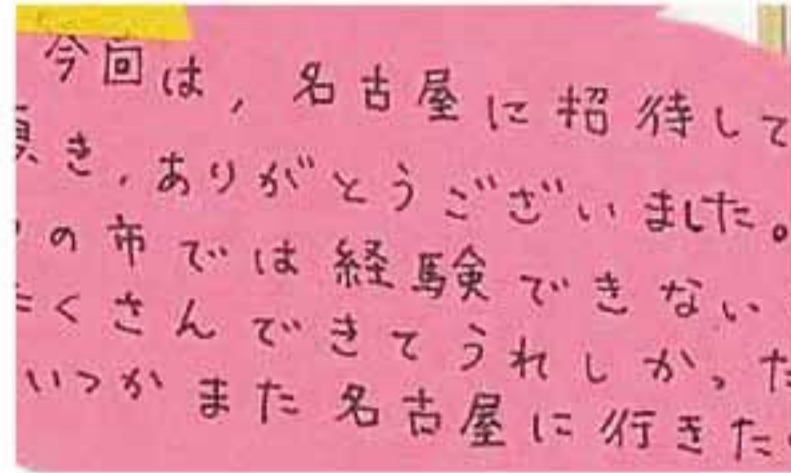 今回は，名古屋に招待して
頂き，ありがとうございました。
の市では経験できない
たくさんできてうれしかった
いつかまた名古屋に行きた